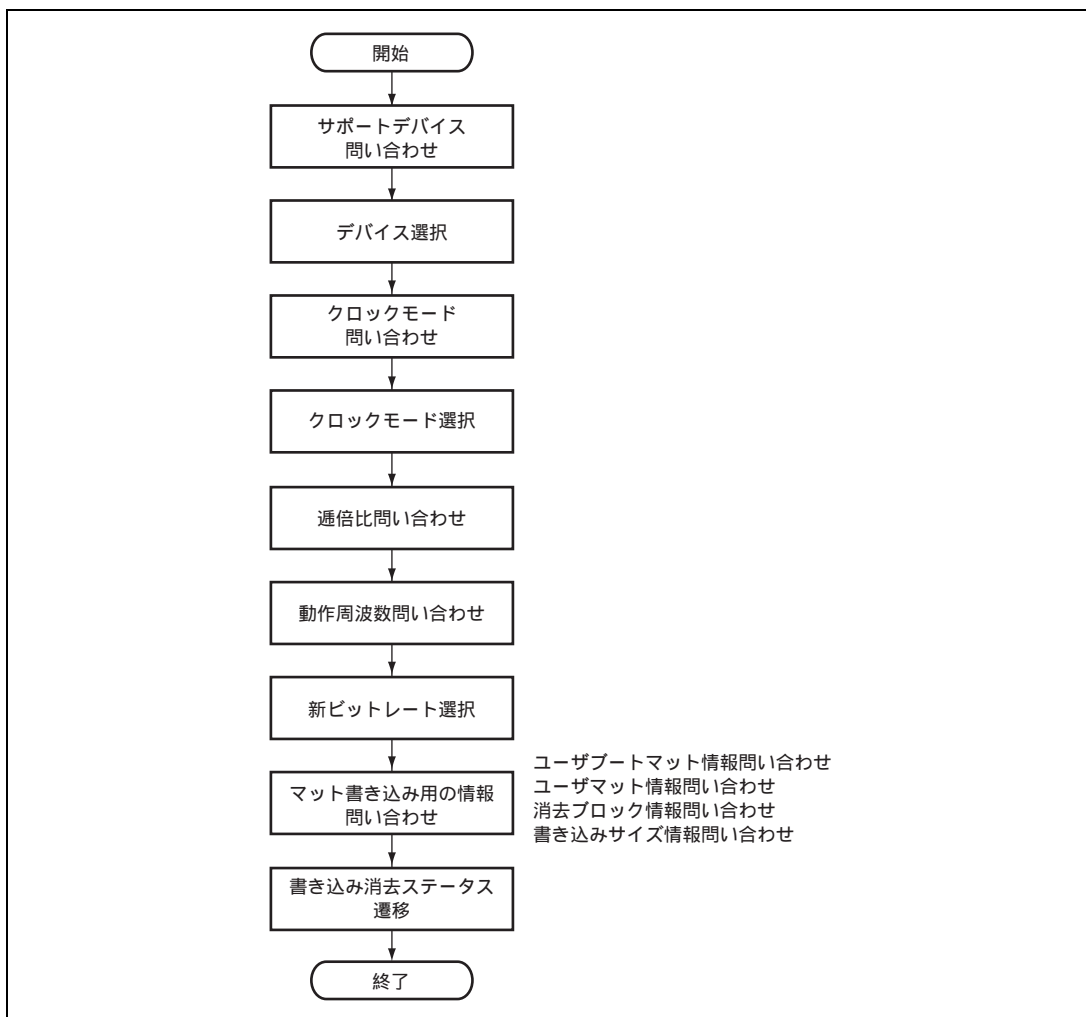 開始
サポートデバイス
問い合わせ
デバイス選択
クロックモード
問い合わせ
クロックモード選択
逓倍比問い合わせ
動作周波数問い合わせ
新ビットレート選択
マット書き込み用の情報
問い合わせ
ユーザブートマット情報問い合わせ
ユーザマット情報問い合わせ
消去ブロック情報問い合わせ
書き込みサイズ情報問い合わせ
書き込み消去ステータス
遷移
終了